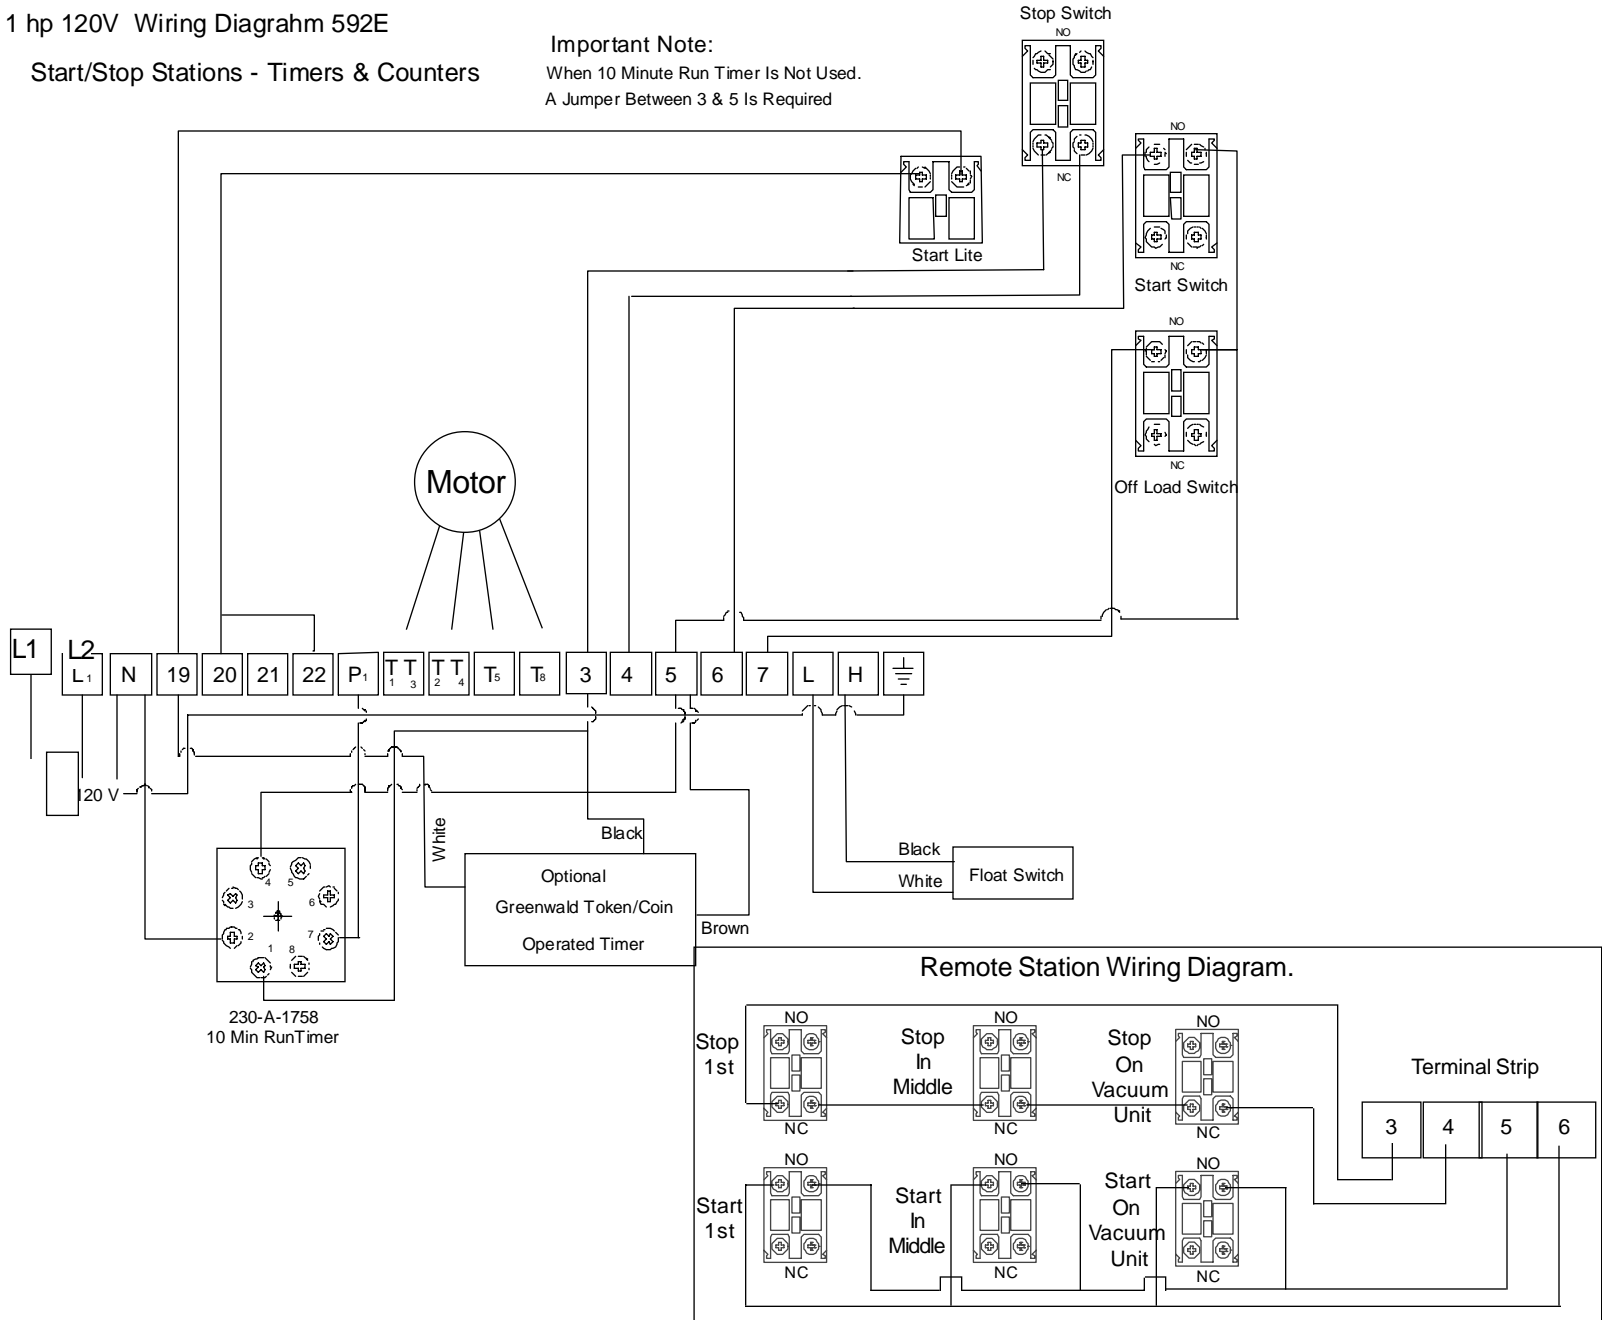 1 hp 120V Wiring Diagrahm 592E
Start/Stop Stations - Timers & Counters
Important Note:
When 10 Minute Run Timer Is Not Used.
A Jumper Between 3 & 5 Is Required
Stop Switch
NO
NC
NO
NC
Start Switch
Start Lite
NO
NC
Off Load Switch
Motor
L1
L2
L1 N 19 20 21 22 P1 T1 T3 T2 T4 T5 T8 3 4 5 6 7 L H
120 V
White
Black
Optional
Greenwald Token/Coin
Operated Timer
Brown
Black
White
Float Switch
4 5
3 6
2 7
1 8
230-A-1758
10 Min RunTimer
Remote Station Wiring Diagram.
Stop
1st
NO
NC
Stop
In
Middle
NO
NC
Stop
On
Vacuum
Unit
NO
NC
Terminal Strip
3 4 5 6
Start
1st
NO
NC
Start
In
Middle
NO
NC
Start
On
Vacuum
Unit
NO
NC